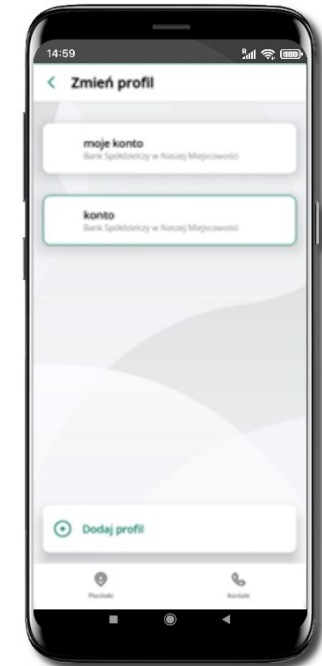 14:59
Zmień profil
moje konto
Bank Spółdzielczy w Naszej Miejscowości
konto
Bank Spółdzielczy w Naszej Miejscowości
Dodaj profil
Placówki
Kontakt